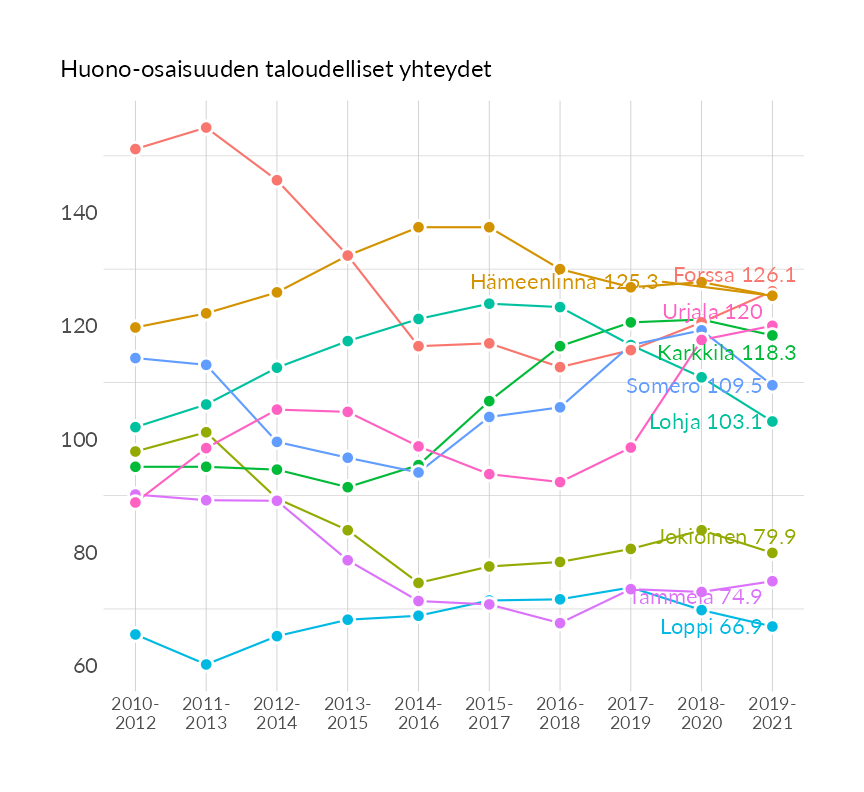 Huono-osaisuuden taloudelliset yhteydet
140
120
100
80
60
Forssa 126.1
Hämeenlinna 125.3
Urjala 120
Karkkila 118.3
Somero 109.5
Lohja 103.1
Jokioinen 79.9
Tammela 74.9
Loppi 66.9
2010-
2012
2011-
2013
2012-
2014
2013-
2015
2014-
2016
2015-
2017
2016-
2018
2017-
2019
2018-
2020
2019-
2021